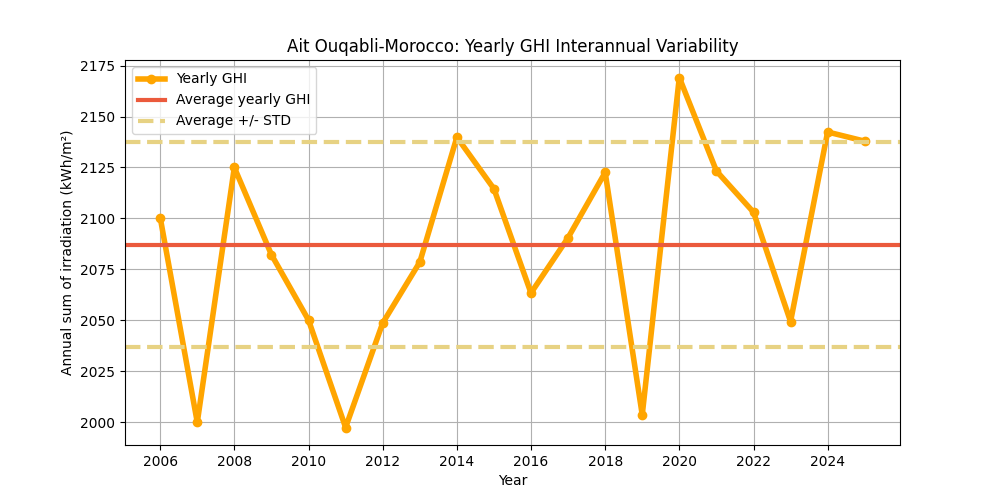 Ait Ouqabli-Morocco: Yearly GHI Interannual Variability
Yearly GHI
Average yearly GHI
Average +/- STD
Annual sum of irradiation (kWh/m²)
2175
2150
2125
2100
2075
2050
2025
2000
2006 2008 2010 2012 2014 2016 2018 2020 2022 2024
Year